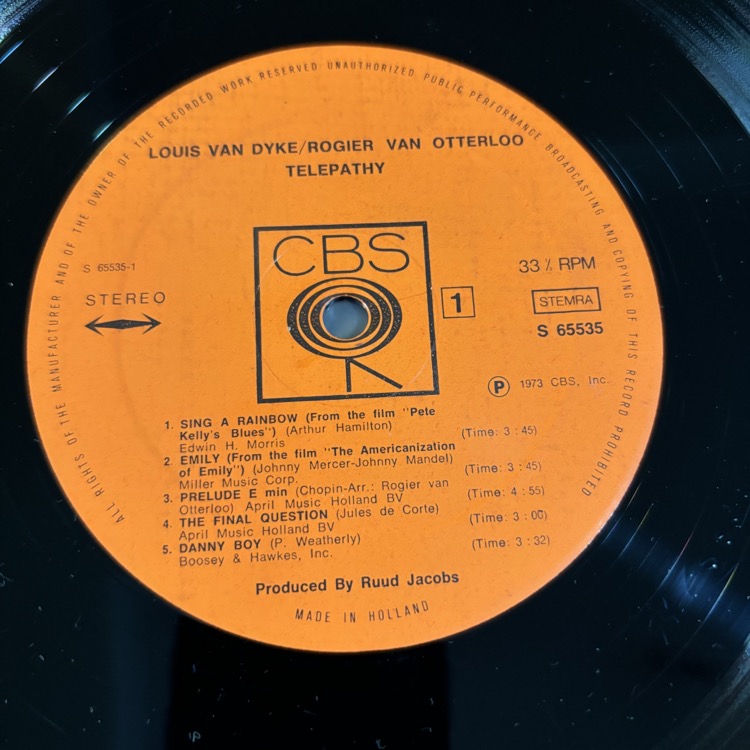 ALL RIGHTS OF THE MANUFACTURER AND OF THE OWNER OF THE RECORDED WORK RESERVED UNAUTHORIZED PUBLIC PERFORMANCE BROADCASTING AND COPYING OF THIS RECORD PROHIBITED
LOUIS VAN DYKE/ROGIER VAN OTTERLOO
TELEPATHY
CBS
S 65535-1
STEREO
33⅓ RPM
1
STEMRA
S 65535
Ⓟ 1973 CBS, Inc.
1. SING A RAINBOW (From the film "Pete
Kelly's Blues") (Arthur Hamilton)
Edwin H. Morris (Time: 3:45)
2. EMILY (From the film "The Americanization
of Emily") (Johnny Mercer-Johnny Mandel)
Miller Music Corp. (Time: 3:45)
3. PRELUDE E min (Chopin-Arr.: Rogier van
Otterloo) April Music Holland BV (Time: 4:55)
4. THE FINAL QUESTION (Jules de Corte)
April Music Holland BV (Time: 3:00)
5. DANNY BOY (P. Weatherly) (Time: 3:32)
Boosey & Hawkes, Inc.
Produced By Ruud Jacobs
MADE IN HOLLAND